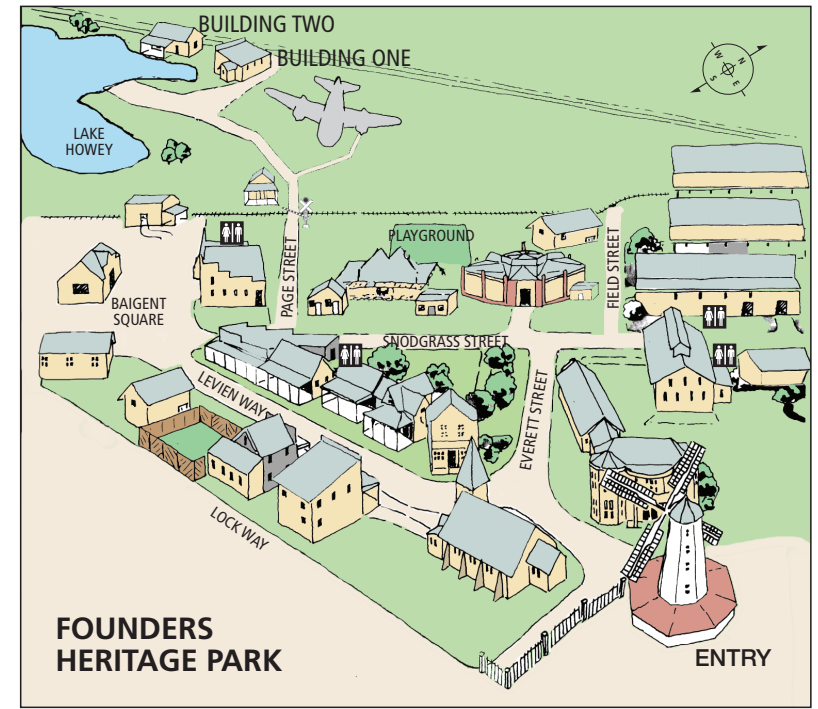 BUILDING TWO
BUILDING ONE
N
W
E
S
LAKE
HOWEY
PLAYGROUND
PAGE STREET
FIELD STREET
BAIGENT
SQUARE
SNODGRASS STREET
LEVIEN WAY
EVERETT STREET
LOCK WAY
FOUNDERS
HERITAGE PARK
ENTRY